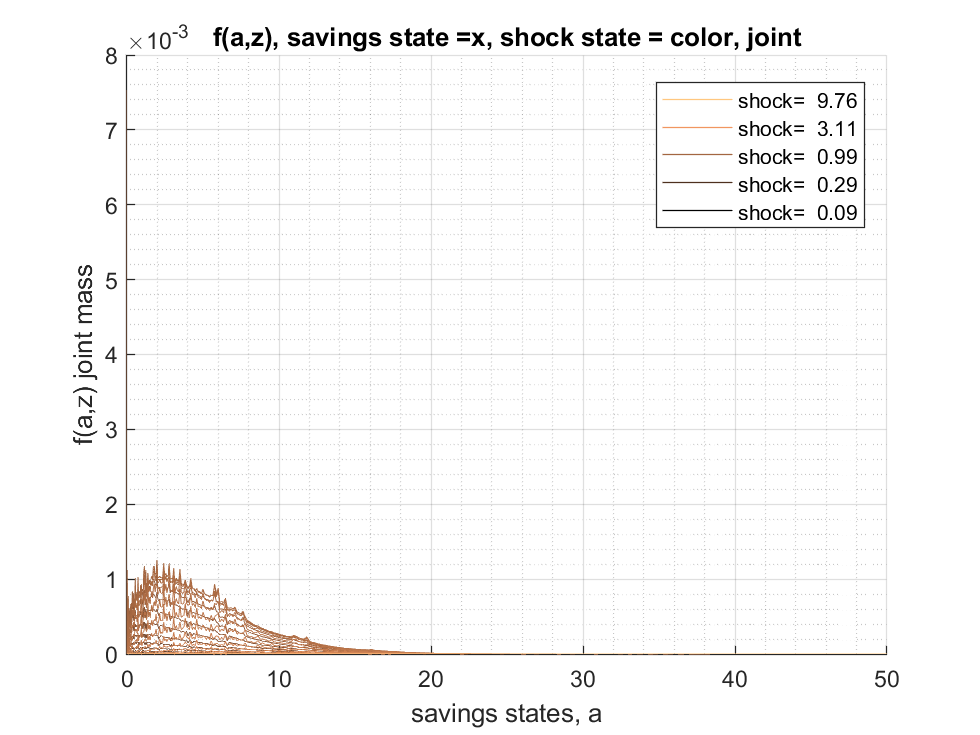 ×10-3
f(a,z), savings state =x, shock state = color, joint
8
7
6
5
4
3
2
1
0
f(a,z) joint mass
shock= 9.76
shock= 3.11
shock= 0.99
shock= 0.29
shock= 0.09
0 10 20 30 40 50
savings states, a